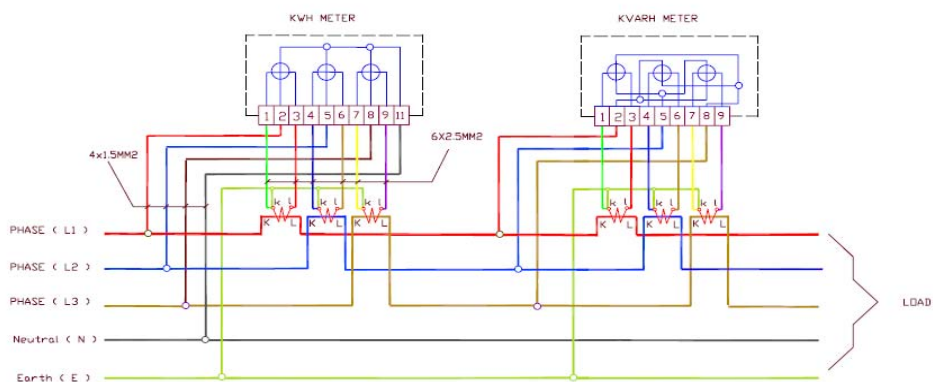 KWH METER KVARH METER
1 2 3 4 5 6 7 8 9 11 1 2 3 4 5 6 7 8 9
4x1.5MM2 6X2.5MM2
k l k l k l k l k l k l
K L K L K L K L K L K L
PHASE ( L1 )
PHASE ( L2 )
PHASE ( L3 ) LOAD
Neutral ( N )
Earth ( E )